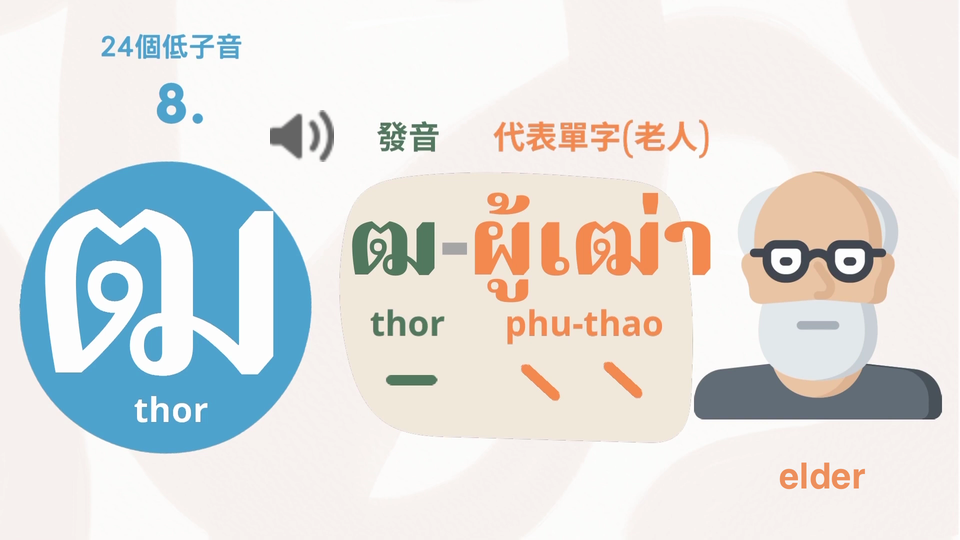 24個低子音
8.
發音
代表單字(老人)
ฒ
thor
ฒ-ผู้เฒ่า
thor
phu-thao
elder